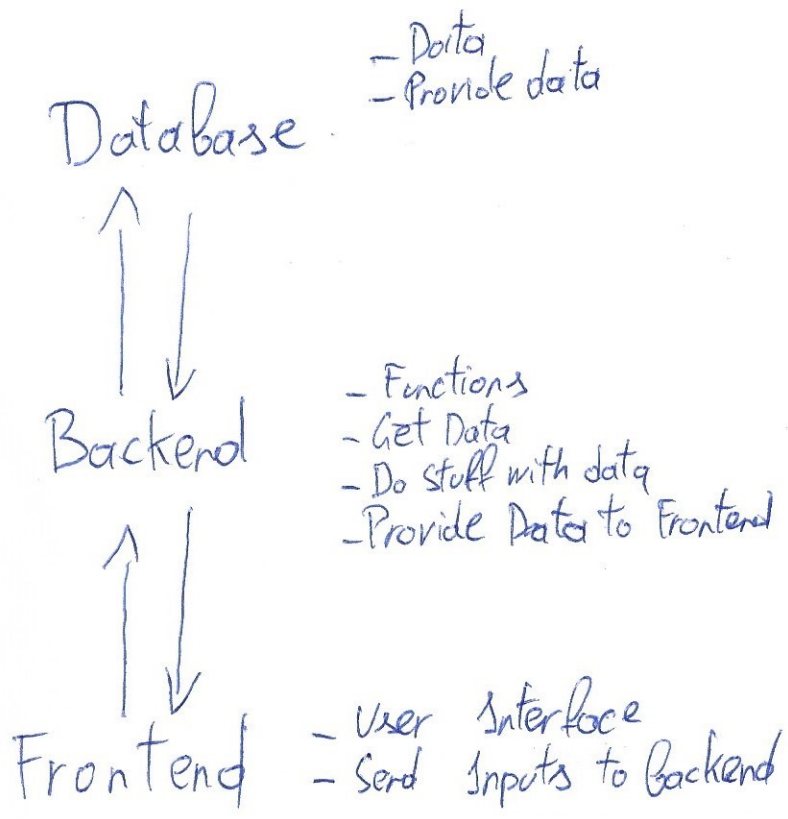 - Data
- Provide data
Database
- Functions
- Get Data
Backend
- Do stuff with data
- Provide Data to Frontend
- User Interface
Frontend
- Send Inputs to Backend